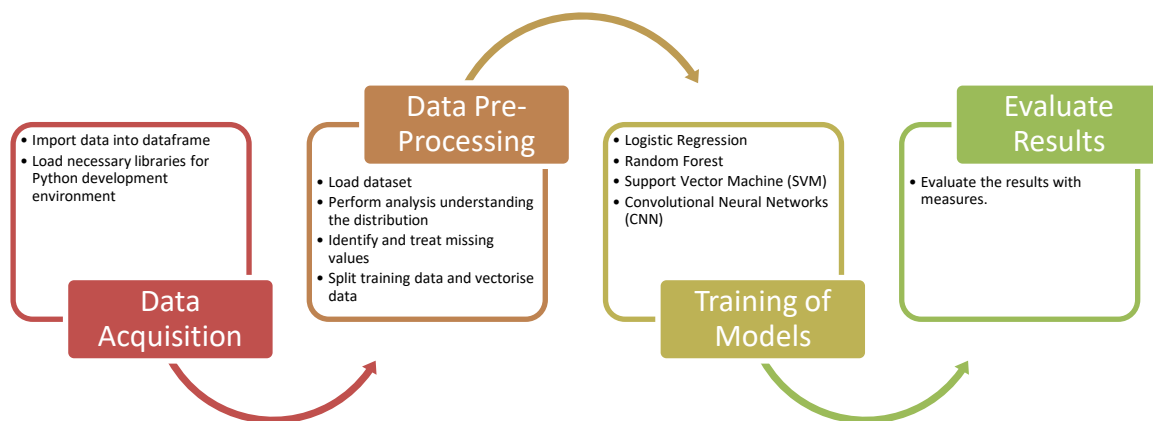 • Import data into dataframe
• Load necessary libraries for
Python development
environment
Data
Acquisition
Data Pre-
Processing
• Load dataset
• Perform analysis understanding
the distribution
• Identify and treat missing
values
• Split training data and vectorise
data
• Logistic Regression
• Random Forest
• Support Vector Machine (SVM)
• Convolutional Neural Networks
(CNN)
Training of
Models
Evaluate
Results
• Evaluate the results with
measures.